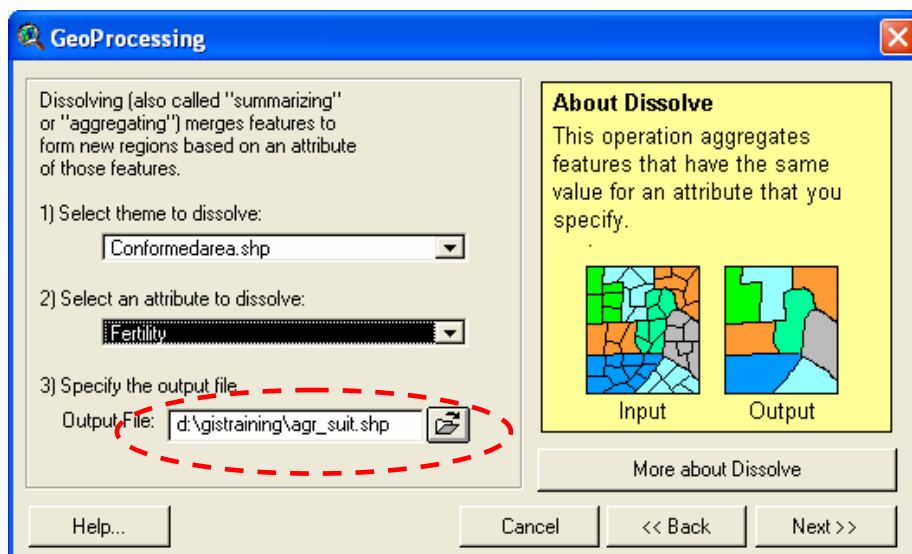 GeoProcessing
Dissolving (also called "summarizing"
or "aggregating") merges features to
form new regions based on an attribute
of those features.
1) Select theme to dissolve:
Conformedarea.shp
2) Select an attribute to dissolve:
Fertility
3) Specify the output file
Output File: d:\gistraining\agr_suit.shp
About Dissolve
This operation aggregates
features that have the same
value for an attribute that you
specify.
Input Output
More about Dissolve
Help... Cancel << Back Next >>